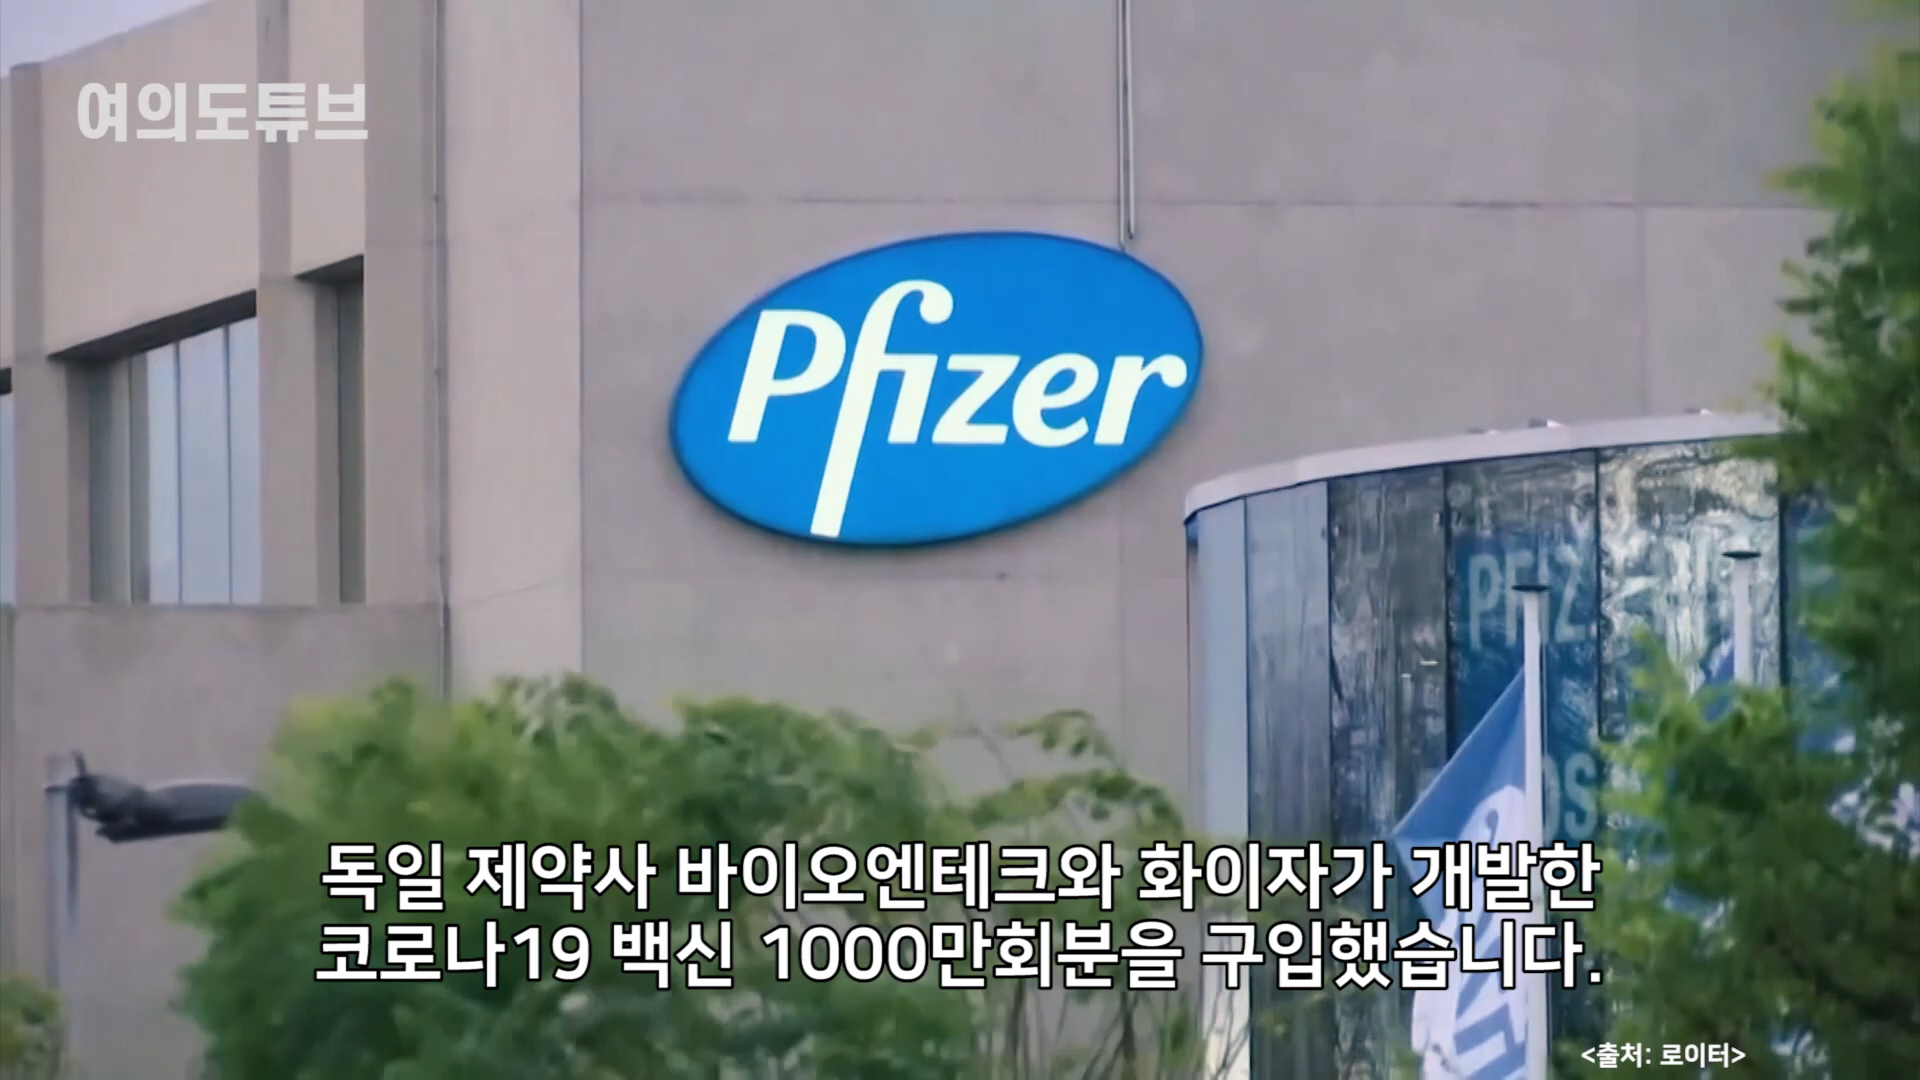 여의도튜브
Pfizer
PFIZ
독일 제약사 바이오엔테크와 화이자가 개발한
코로나19 백신 1000만회분을 구입했습니다.
<출처: 로이터>